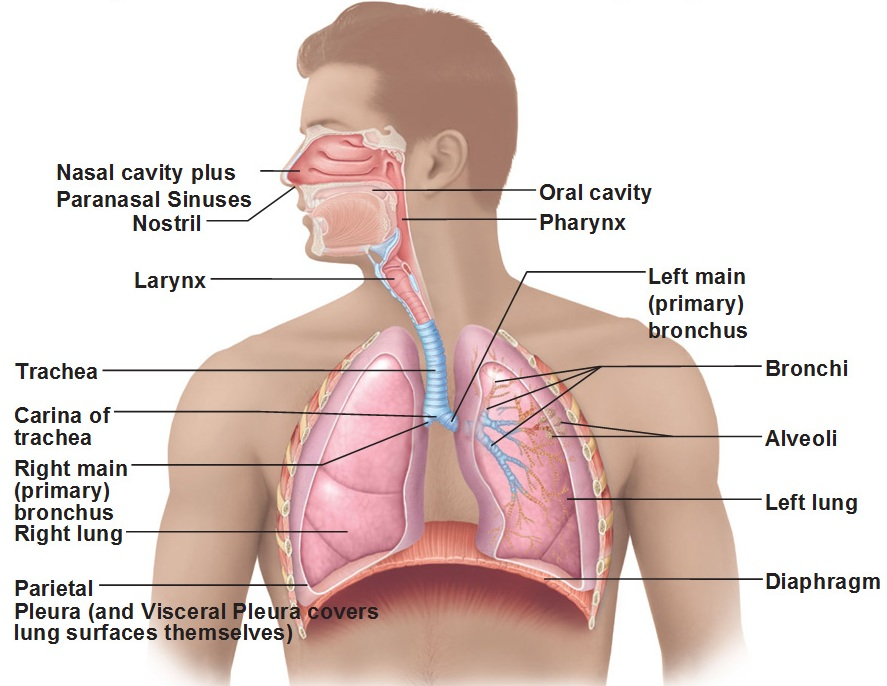 Nasal cavity plus
Paranasal Sinuses
Nostril
Larynx
Trachea
Carina of
trachea
Right main
(primary)
bronchus
Right lung
Parietal
Pleura (and Visceral Pleura covers
lung surfaces themselves)
Oral cavity
Pharynx
Left main
(primary)
bronchus
Bronchi
Alveoli
Left lung
Diaphragm